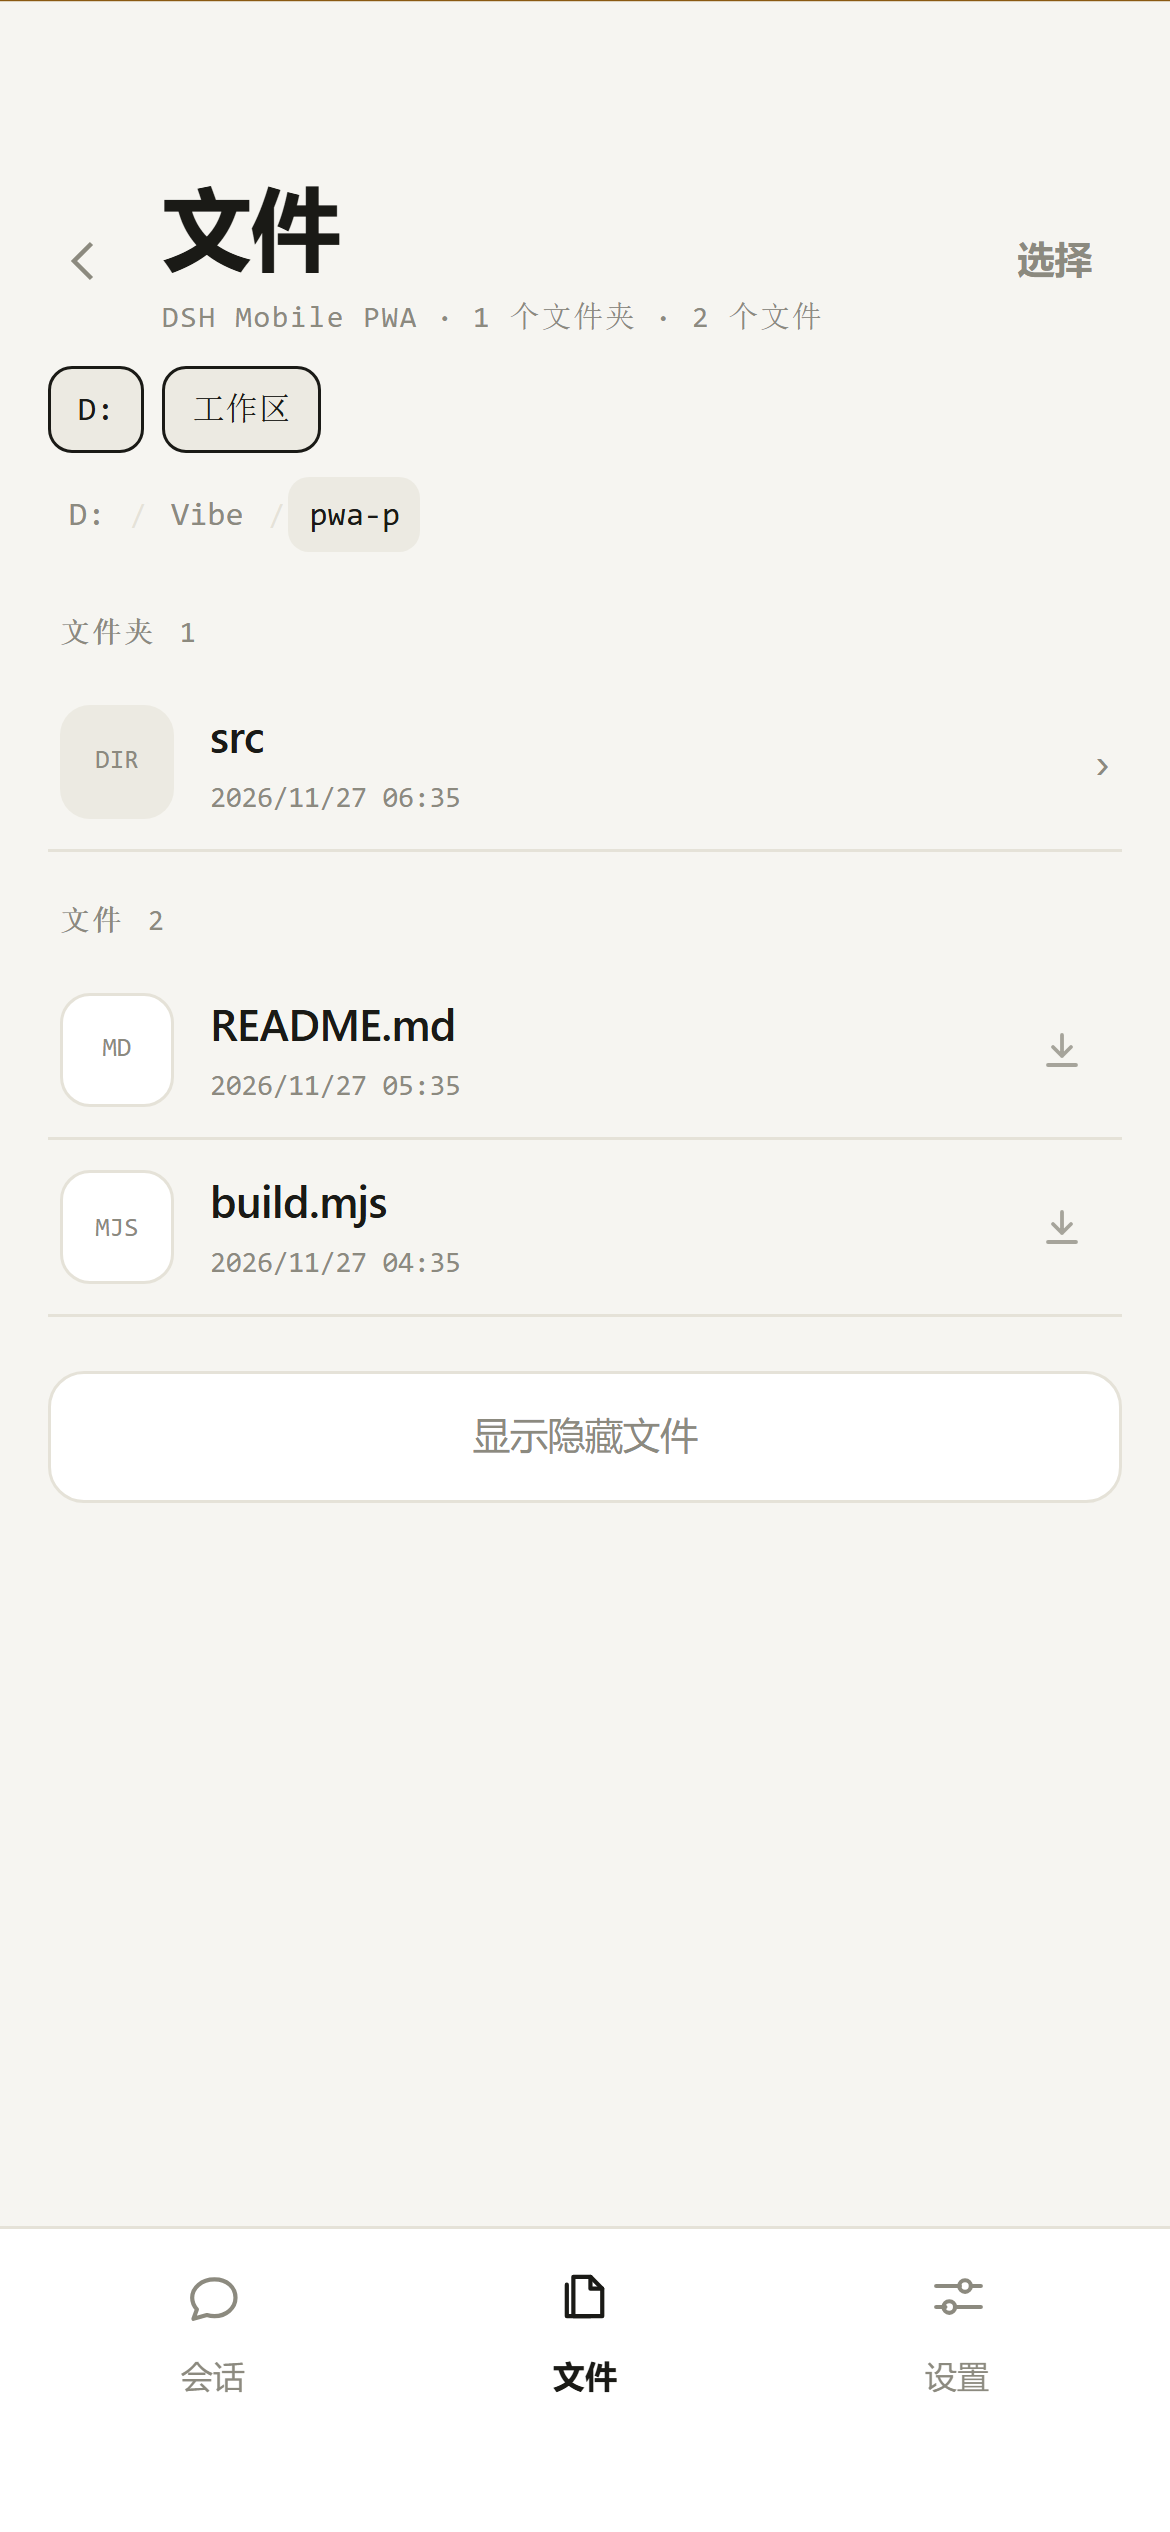 文件
选择
DSH Mobile PWA · 1 个文件夹 · 2 个文件
D: 工作区
D: / Vibe / pwa-p
文件夹 1
DIR
src
2026/11/27 06:35
文件 2
MD
README.md
2026/11/27 05:35
MJS
build.mjs
2026/11/27 04:35
显示隐藏文件
会话 文件 设置